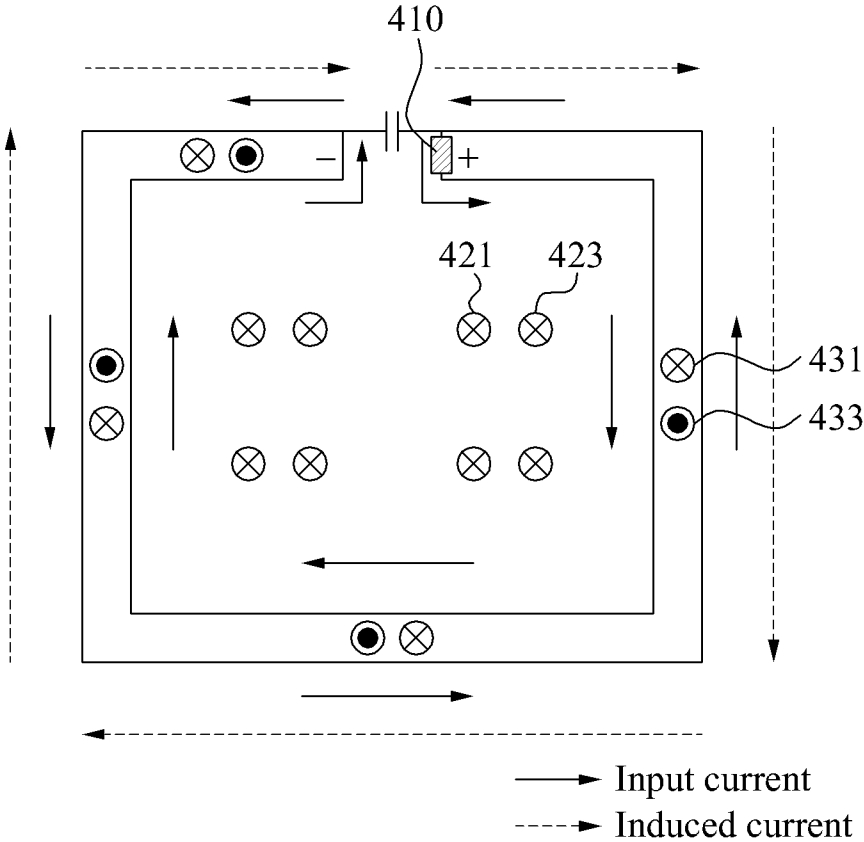 410
− +
421 423
431
433
Input current
Induced current